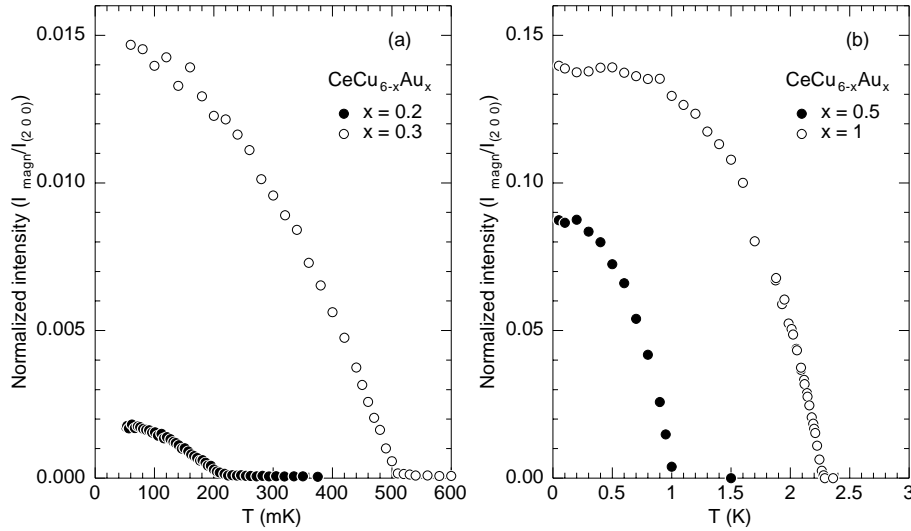 (a)
CeCu6-xAux
x = 0.2
x = 0.3
Normalized intensity (I magn/I(2 0 0))
0.015
0.010
0.005
0.000
0 100 200 300 400 500 600
T (mK)
(b)
CeCu6-xAux
x = 0.5
x = 1
Normalized intensity (I magn/I(2 0 0))
0.15
0.10
0.05
0.00
0 0.5 1 1.5 2 2.5 3
T (K)